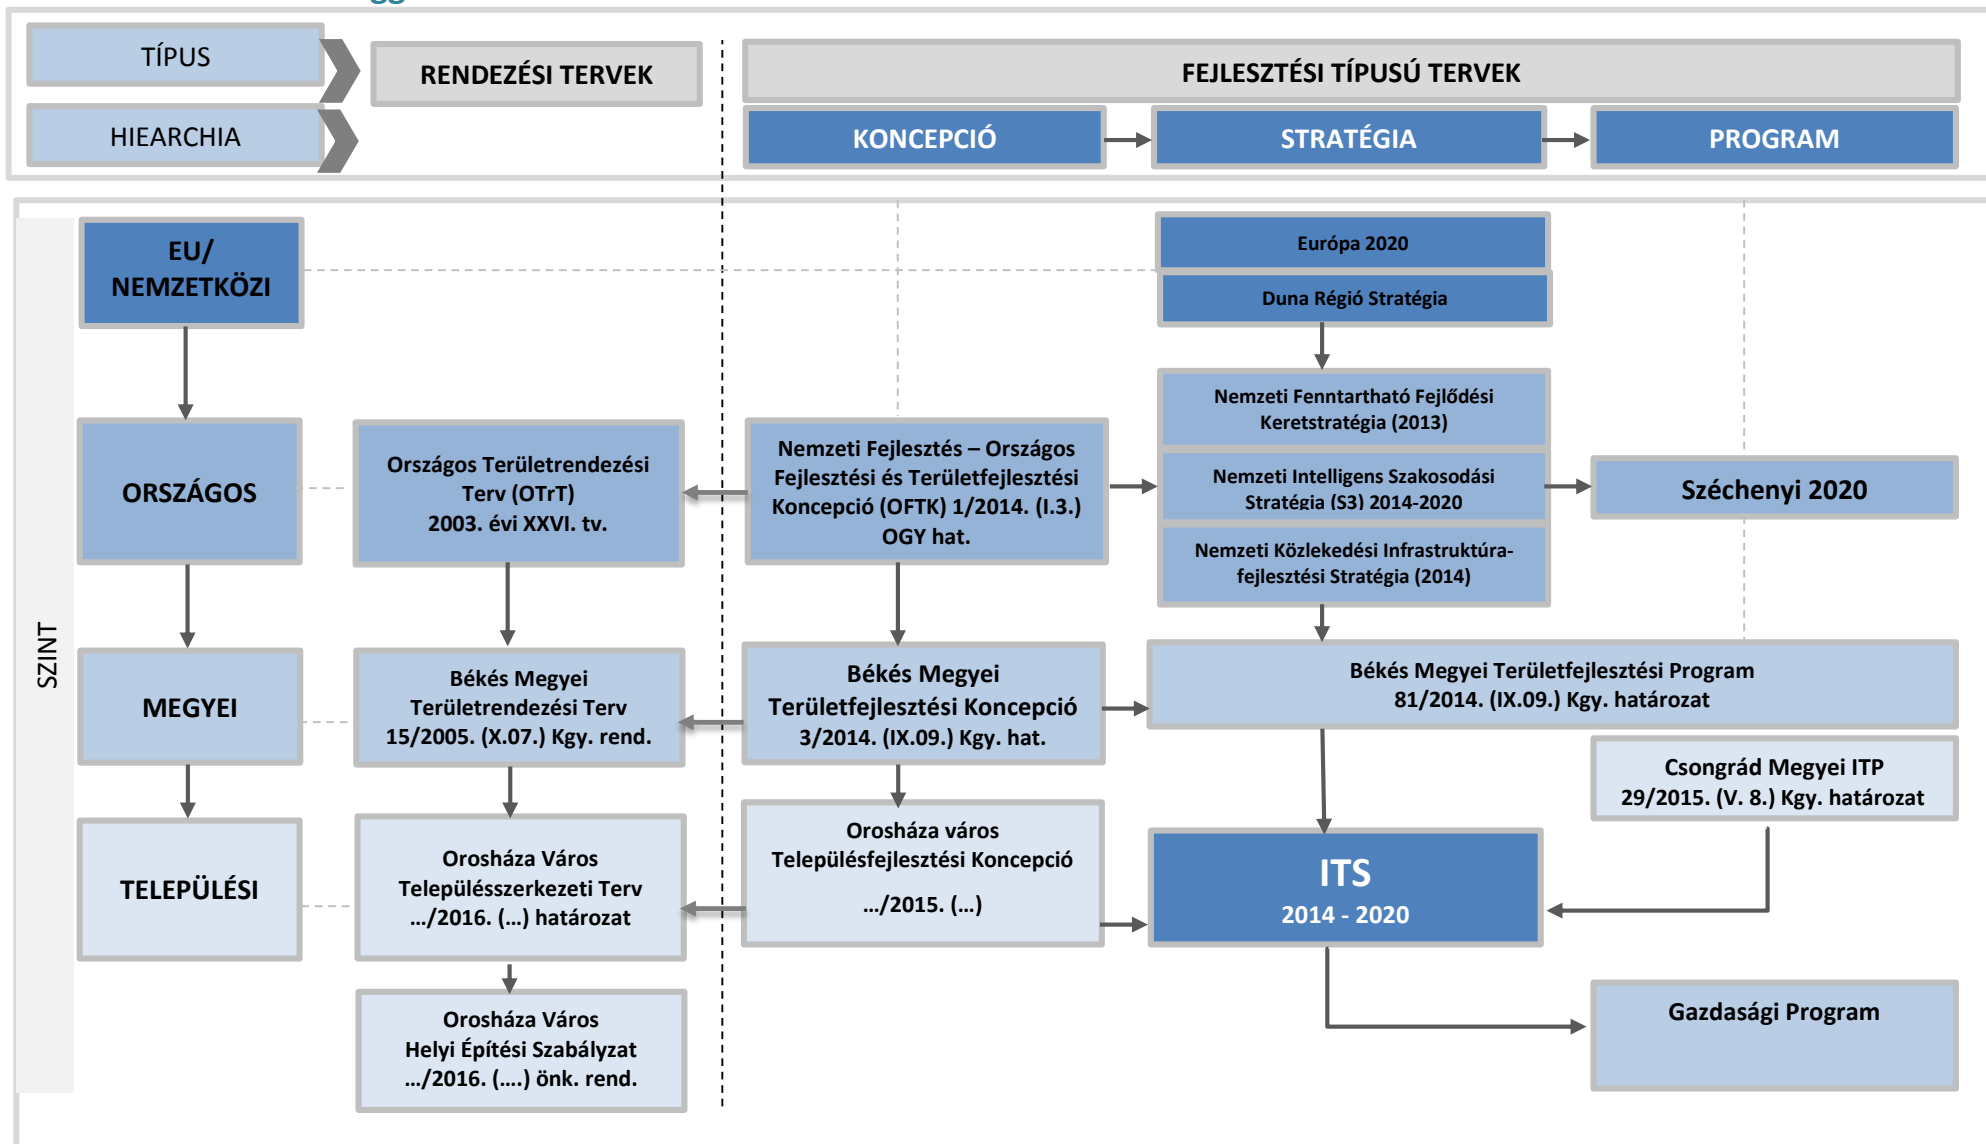 TÍPUS
HIEARCHIA
RENDEZÉSI TERVEK
FEJLESZTÉSI TÍPUSÚ TERVEK
KONCEPCIÓ
STRATÉGIA
PROGRAM
SZINT
EU/
NEMZETKÖZI
Európa 2020
Duna Régió Stratégia
ORSZÁGOS
Országos Területrendezési
Terv (OTrT)
2003. évi XXVI. tv.
Nemzeti Fejlesztés – Országos
Fejlesztési és Területfejlesztési
Koncepció (OFTK) 1/2014. (I.3.)
OGY hat.
Nemzeti Fenntartható Fejlődési
Keretstratégia (2013)
Nemzeti Intelligens Szakosodási
Stratégia (S3) 2014-2020
Nemzeti Közlekedési Infrastruktúra-
fejlesztési Stratégia (2014)
Széchenyi 2020
MEGYEI
Békés Megyei
Területrendezési Terv
15/2005. (X.07.) Kgy. rend.
Békés Megyei
Területfejlesztési Koncepció
3/2014. (IX.09.) Kgy. hat.
Békés Megyei Területfejlesztési Program
81/2014. (IX.09.) Kgy. határozat
Csongrád Megyei ITP
29/2015. (V. 8.) Kgy. határozat
TELEPÜLÉSI
Orosháza Város
Településszerkezeti Terv
…/2016. (…) határozat
Orosháza város
Településfejlesztési Koncepció
…/2015. (…)
ITS
2014 - 2020
Orosháza Város
Helyi Építési Szabályzat
…/2016. (….) önk. rend.
Gazdasági Program